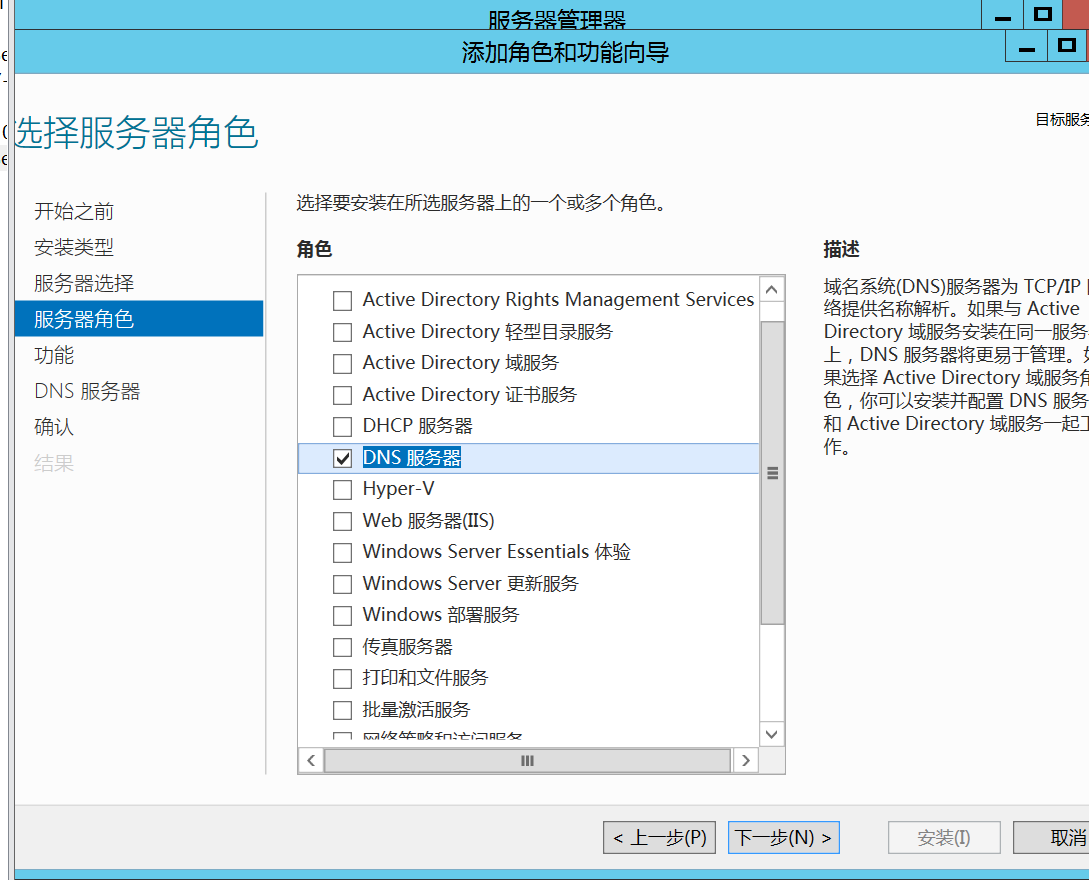 服务器管理器
添加角色和功能向导
选择服务器角色
目标服务
开始之前
安装类型
服务器选择
服务器角色
功能
DNS 服务器
确认
结果
选择要安装在所选服务器上的一个或多个角色。
角色
Active Directory Rights Management Services
Active Directory 轻型目录服务
Active Directory 域服务
Active Directory 证书服务
DHCP 服务器
DNS 服务器
Hyper-V
Web 服务器(IIS)
Windows Server Essentials 体验
Windows Server 更新服务
Windows 部署服务
传真服务器
打印和文件服务
批量激活服务
网络策略和访问服务
描述
域名系统(DNS)服务器为 TCP/IP
络提供名称解析。如果与 Active
Directory 域服务安装在同一服务
上，DNS 服务器将更易于管理。如
果选择 Active Directory 域服务角
色，你可以安装并配置 DNS 服务
和 Active Directory 域服务一起工
作。
< 上一步(P)
下一步(N) >
安装(I)
取消